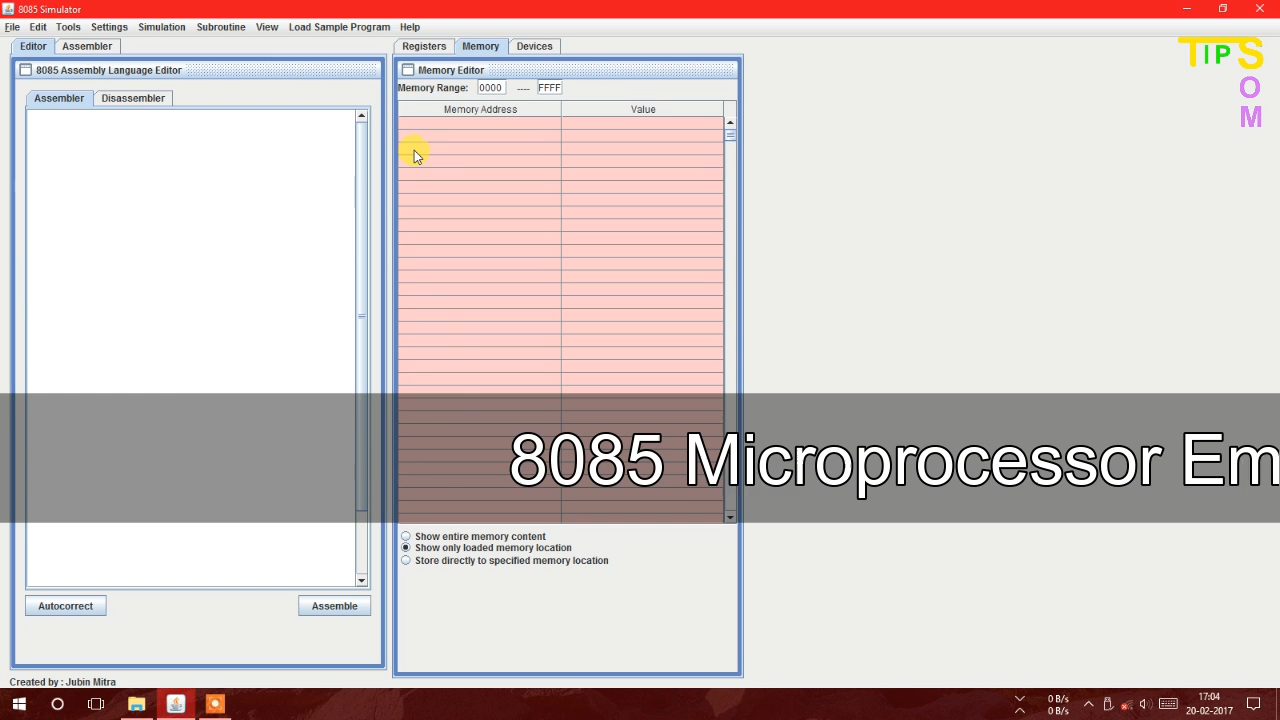 8085 Simulator
File Edit Tools Settings Simulation Subroutine View Load Sample Program Help
Editor Assembler
Registers Memory Devices
TIPS
O
M
8085 Assembly Language Editor
Assembler Disassembler
Memory Editor
Memory Range: 0000 ---- FFFF
Memory Address Value
8085 Microprocessor Em
Show entire memory content
Show only loaded memory location
Store directly to specified memory location
Autocorrect Assemble
Created by : Jubin Mitra
0 B/s
0 B/s
17:04
20-02-2017